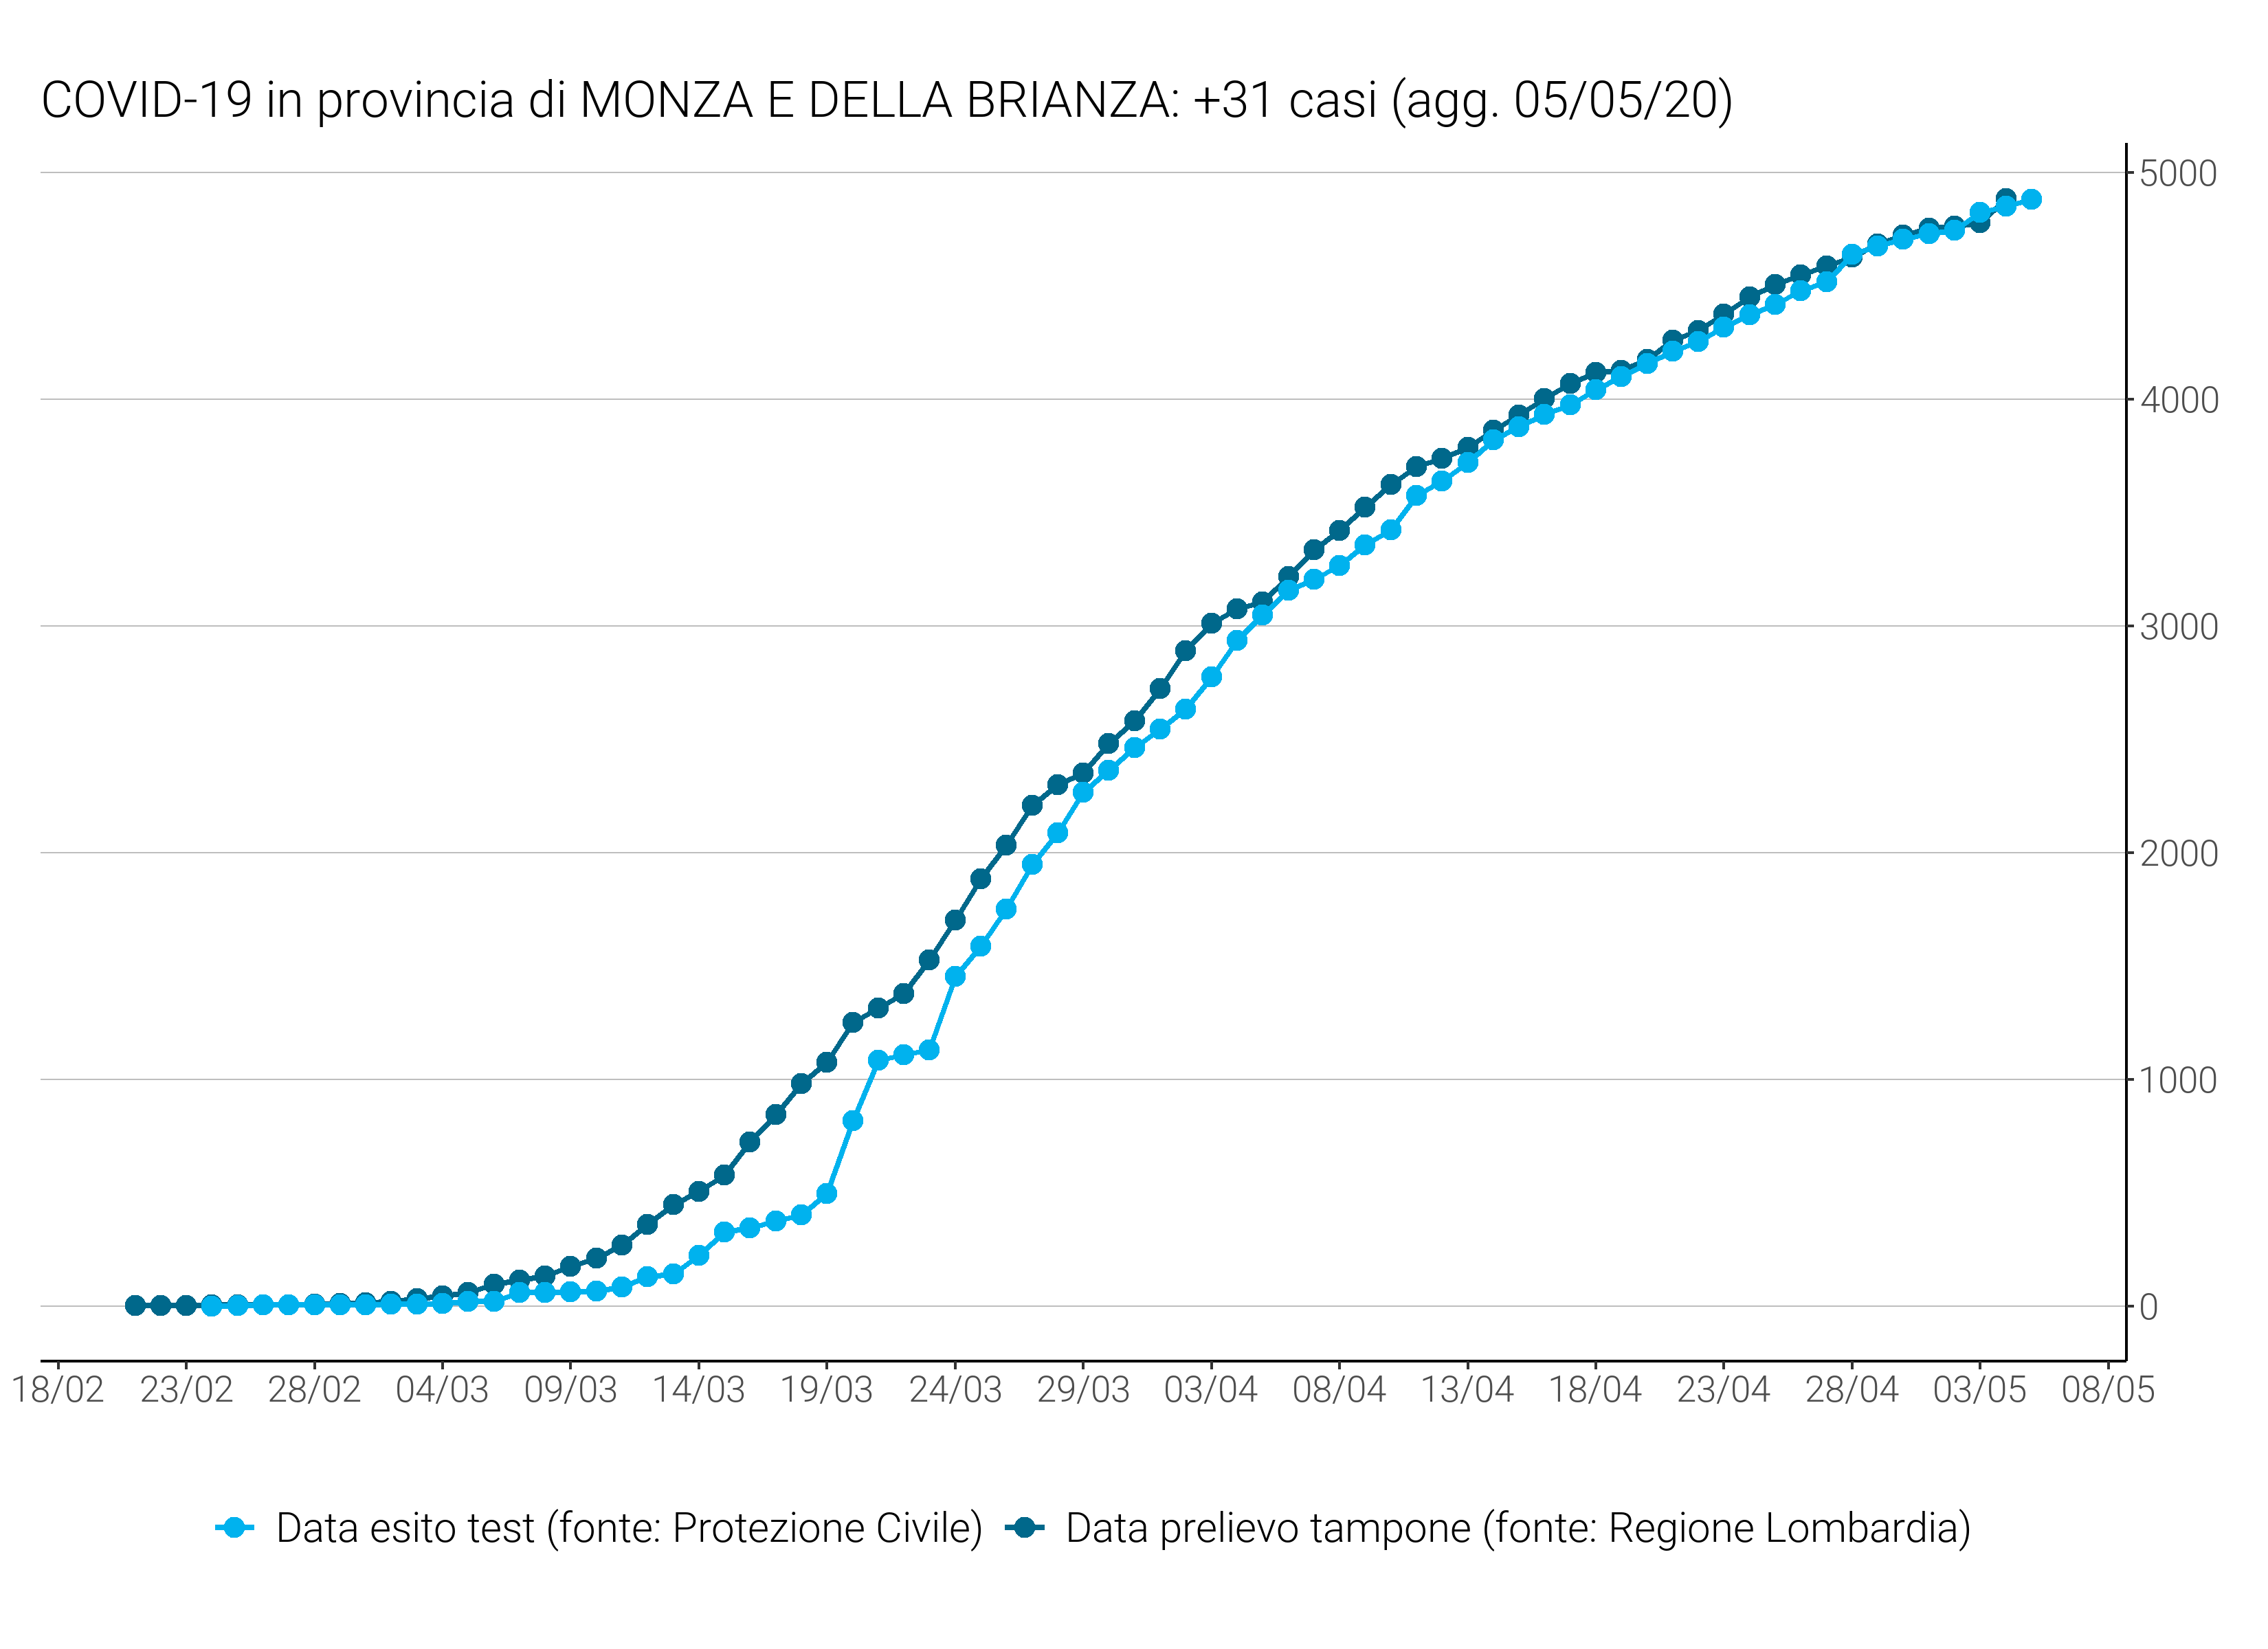 COVID-19 in provincia di MONZA E DELLA BRIANZA: +31 casi (agg. 05/05/20)
5000
4000
3000
2000
1000
0
18/02 23/02 28/02 04/03 09/03 14/03 19/03 24/03 29/03 03/04 08/04 13/04 18/04 23/04 28/04 03/05 08/05
Data esito test (fonte: Protezione Civile) Data prelievo tampone (fonte: Regione Lombardia)